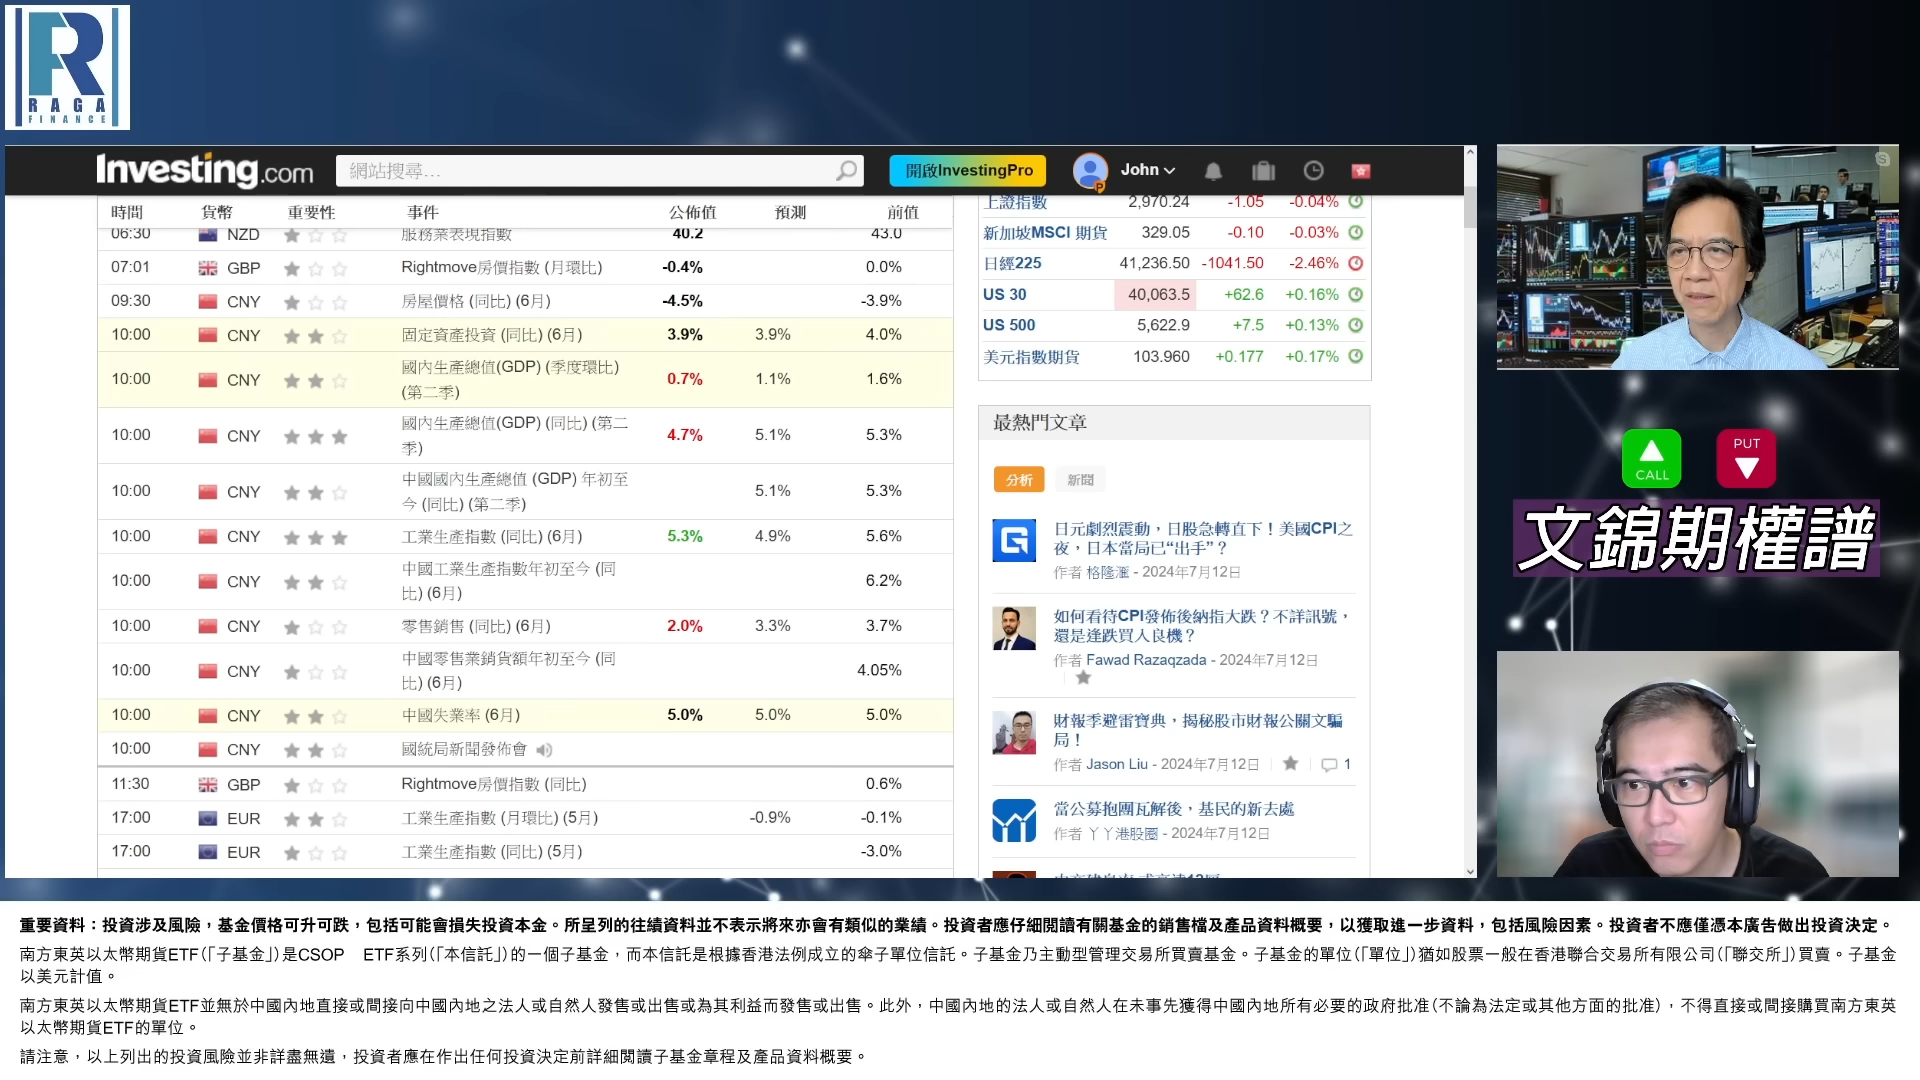 RAGA
FINANCE
Investing.com
網站搜尋...
開啟InvestingPro
John
時間 貨幣 重要性 事件 公佈值 預測 前值
06:30 NZD 服務業表現指數 40.2 43.0
07:01 GBP Rightmove房價指數 (月環比) -0.4% 0.0%
09:30 CNY 房屋價格 (同比) (6月) -4.5% -3.9%
10:00 CNY 固定資產投資 (同比) (6月) 3.9% 3.9% 4.0%
10:00 CNY 國內生產總值(GDP) (季度環比) 0.7% 1.1% 1.6%
(第二季)
10:00 CNY 國內生產總值(GDP) (同比) (第二 4.7% 5.1% 5.3%
季)
10:00 CNY 中國國內生產總值 (GDP) 年初至 5.1% 5.3%
今 (同比) (第二季)
10:00 CNY 工業生產指數 (同比) (6月) 5.3% 4.9% 5.6%
10:00 CNY 中國工業生產指數年初至今 (同 6.2%
比) (6月)
10:00 CNY 零售銷售 (同比) (6月) 2.0% 3.3% 3.7%
10:00 CNY 中國零售業銷貨額年初至今 (同 4.05%
比) (6月)
10:00 CNY 中國失業率 (6月) 5.0% 5.0% 5.0%
10:00 CNY 國統局新聞發佈會
11:30 GBP Rightmove房價指數 (同比) 0.6%
17:00 EUR 工業生產指數 (月環比) (5月) -0.9% -0.1%
17:00 EUR 工業生產指數 (同比) (5月) -3.0%
上證指數 2,970.24 -1.05 -0.04%
新加坡MSCI 期貨 329.05 -0.10 -0.03%
日經225 41,236.50 -1041.50 -2.46%
US 30 40,063.5 +62.6 +0.16%
US 500 5,622.9 +7.5 +0.13%
美元指數期貨 103.960 +0.177 +0.17%
最熱門文章
分析 新聞
日元劇烈震動，日股急轉直下！美國CPI之
夜，日本當局已“出手”？
作者 格隆滙 - 2024年7月12日
如何看待CPI發佈後納指大跌？不詳訊號，
還是逢跌買入良機？
作者 Fawad Razaqzada - 2024年7月12日
財報季避雷寶典，揭秘股市財報公關文騙
局！
作者 Jason Liu - 2024年7月12日 1
當公募抱團瓦解後，基民的新去處
作者 丫丫港股圈 - 2024年7月12日
CALL
PUT
文錦期權譜
重要資料：投資涉及風險，基金價格可升可跌，包括可能會損失投資本金。所呈列的往績資料並不表示將來亦會有類似的業績。投資者應仔細閱讀有關基金的銷售檔及產品資料概要，以獲取進一步資料，包括風險因素。投資者不應僅憑本廣告做出投資決定。
南方東英以太幣期貨ETF(「子基金」)是CSOP ETF系列(「本信託」)的一個子基金，而本信託是根據香港法例成立的傘子單位信託。子基金乃主動型管理交易所買賣基金。子基金的單位(「單位」)猶如股票一般在香港聯合交易所有限公司(「聯交所」)買賣。子基金
以美元計值。
南方東英以太幣期貨ETF並無於中國內地直接或間接向中國內地之法人或自然人發售或出售或為其利益而發售或出售。此外，中國內地的法人或自然人在未事先獲得中國內地所有必要的政府批准(不論為法定或其他方面的批准)，不得直接或間接購買南方東英
以太幣期貨ETF的單位。
請注意，以上列出的投資風險並非詳盡無遺，投資者應在作出任何投資決定前詳細閱讀子基金章程及產品資料概要。